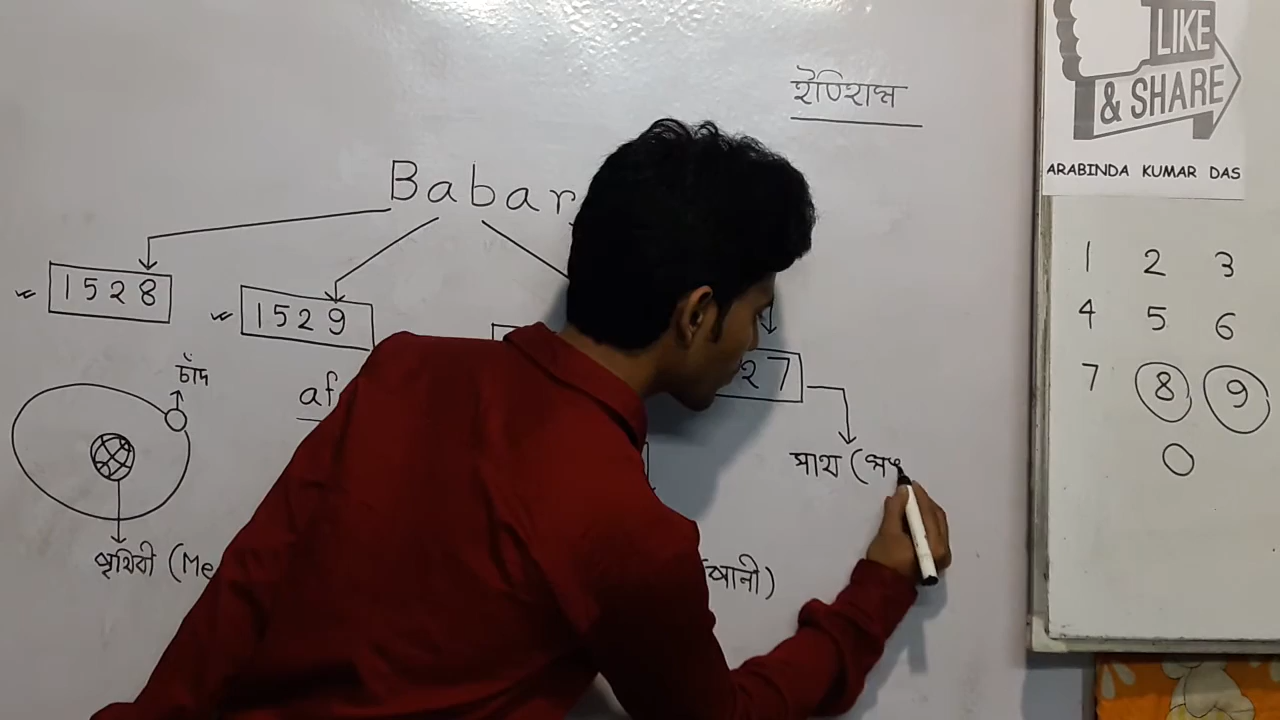 Babar
1528
1529
27
af
চাঁদ
পৃথিবী (Me
সাথ (
LIKE
& SHARE
ARABINDA KUMAR DAS
1 2 3
4 5 6
7 8 9
0